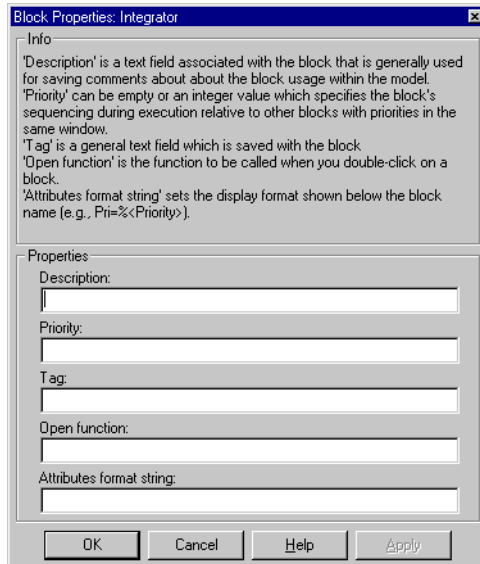 Block Properties: Integrator
Info
'Description' is a text field associated with the block that is generally used
for saving comments about about the block usage within the model.
'Priority' can be empty or an integer value which specifies the block's
sequencing during execution relative to other blocks with priorities in the
same window.
'Tag' is a general text field which is saved with the block
'Open function' is the function to be called when you double-click on a
block.
'Attributes format string' sets the display format shown below the block
name (e.g., Pri=%<Priority>).
Properties
Description:
Priority:
Tag:
Open function:
Attributes format string:
OK Cancel Help Apply